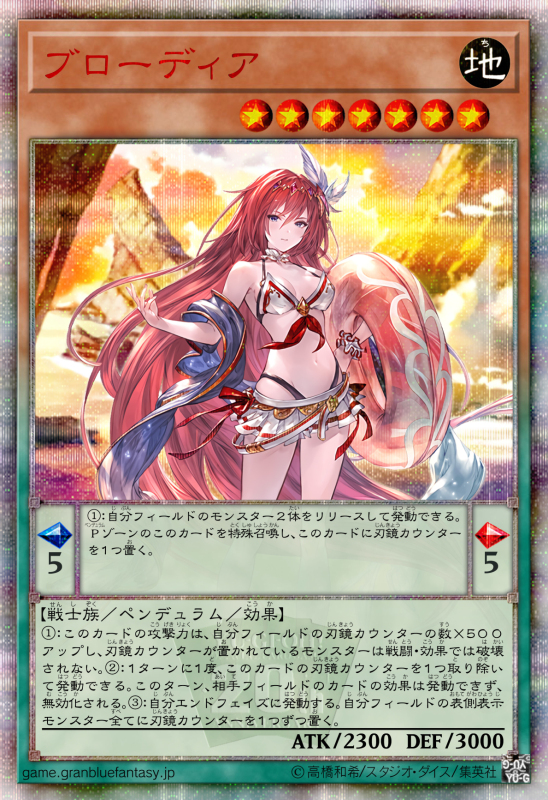 ブローディア
地
①:自分フィールドのモンスター2体をリリースして発動できる。
Pゾーンのこのカードを特殊召喚し、このカードに刃鏡カウンター
を1つ置く。
5
5
【戦士族/ペンデュラム/効果】
①:このカードの攻撃力は、自分フィールドの刃鏡カウンターの数×500
アップし、刃鏡カウンターが置かれているモンスターは戦闘・効果では破壊
されない。②:1ターンに1度、このカードの刃鏡カウンターを1つ取り除い
て発動できる。このターン、相手フィールドのカードの効果は発動できず、
無効化される。③:自分エンドフェイズに発動する。自分フィールドの表側表示
モンスター全てに刃鏡カウンターを1つずつ置く。
ATK/2300 DEF/3000
game.granbluefantasy.jp
©高橋和希/スタジオ・ダイス/集英社